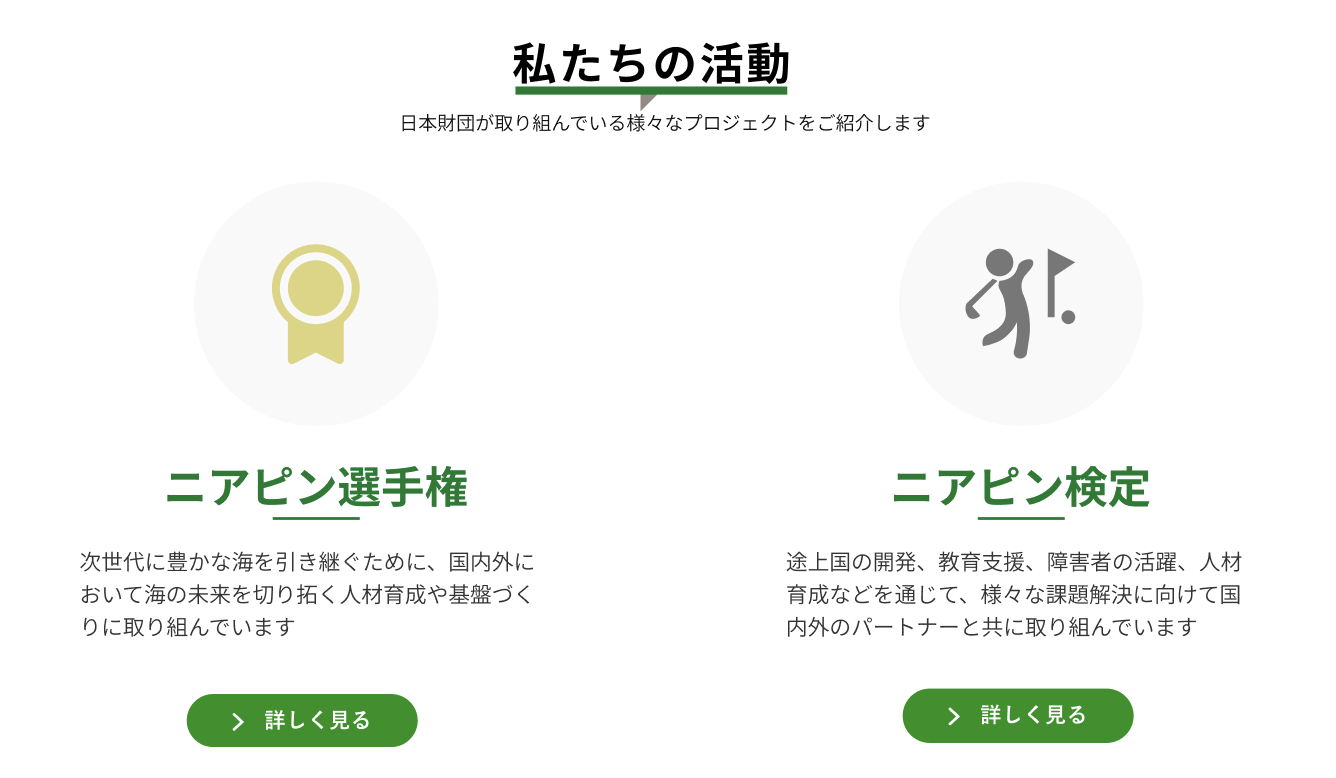 私たちの活動
日本財団が取り組んでいる様々なプロジェクトをご紹介します
ニアピン選手権
次世代に豊かな海を引き継ぐために、国内外に
おいて海の未来を切り拓く人材育成や基盤づく
りに取り組んでいます
詳しく見る
ニアピン検定
途上国の開発、教育支援、障害者の活躍、人材
育成などを通じて、様々な課題解決に向けて国
内外のパートナーと共に取り組んでいます
詳しく見る